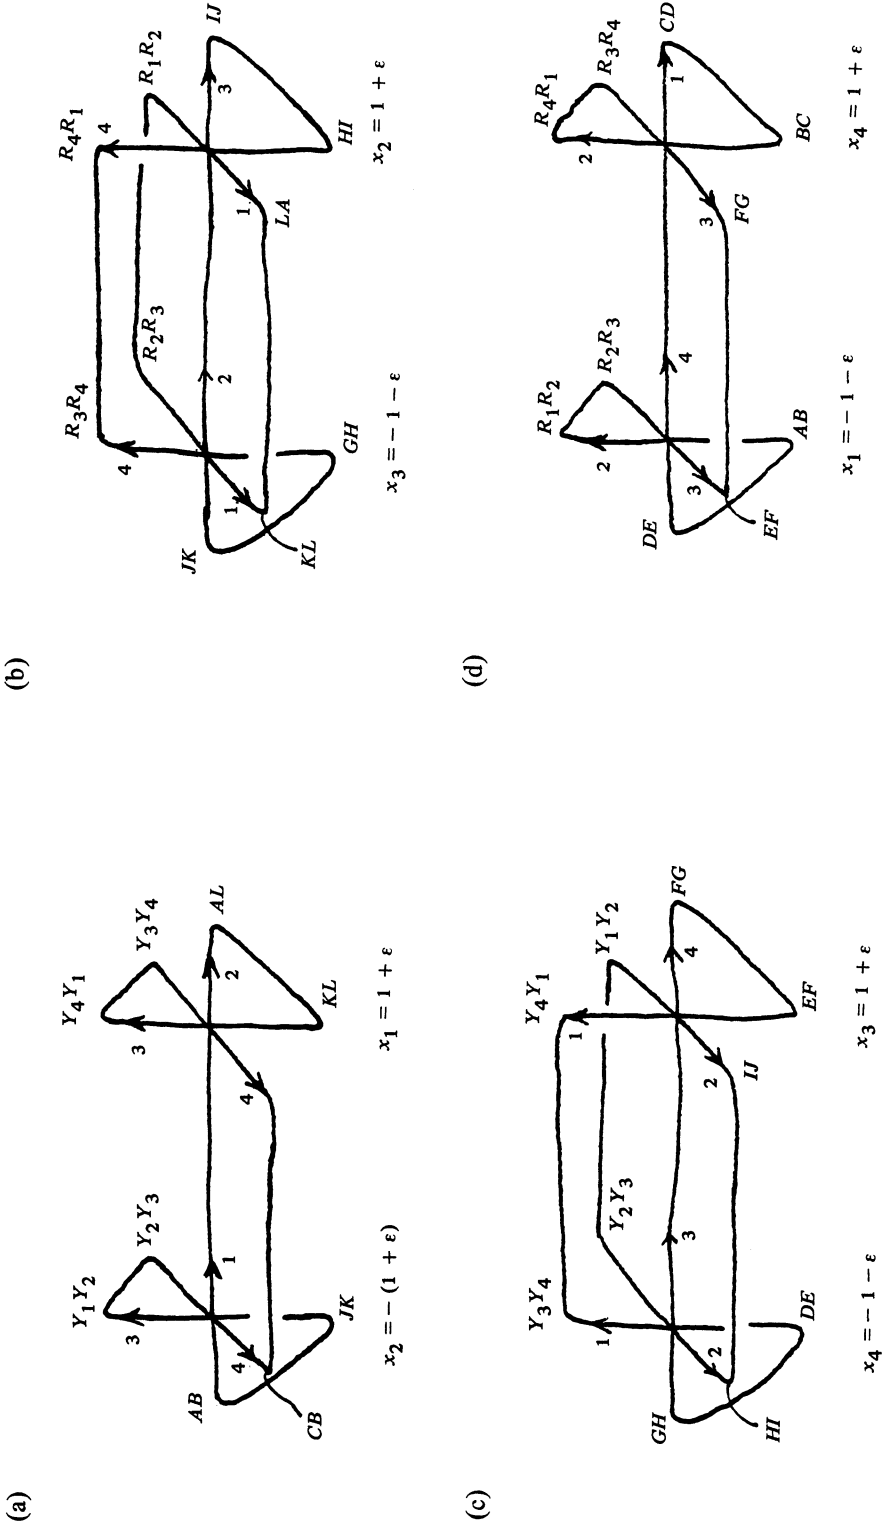 (a)
Y₁Y₂
Y₂Y₃
3
AB
4
1
CB
JK
x₂ = − (1 + ε)
Y₄Y₁
Y₃Y₄
3
AL
2
4
KL
x₁ = 1 + ε
(b)
R₃R₄
4
R₂R₃
JK
1
2
KL
GH
x₃ = − 1 − ε
R₄R₁
4
R₁R₂
IJ
3
1
LA
HI
x₂ = 1 + ε
(c)
Y₃Y₄
1
Y₂Y₃
GH
2
3
HI
DE
x₄ = − 1 − ε
Y₄Y₁
1
Y₁Y₂
FG
4
2
IJ
EF
x₃ = 1 + ε
(d)
R₁R₂
2
R₂R₃
DE
3
4
EF
AB
x₁ = − 1 − ε
R₄R₁
2
R₃R₄
CD
1
3
FG
BC
x₄ = 1 + ε